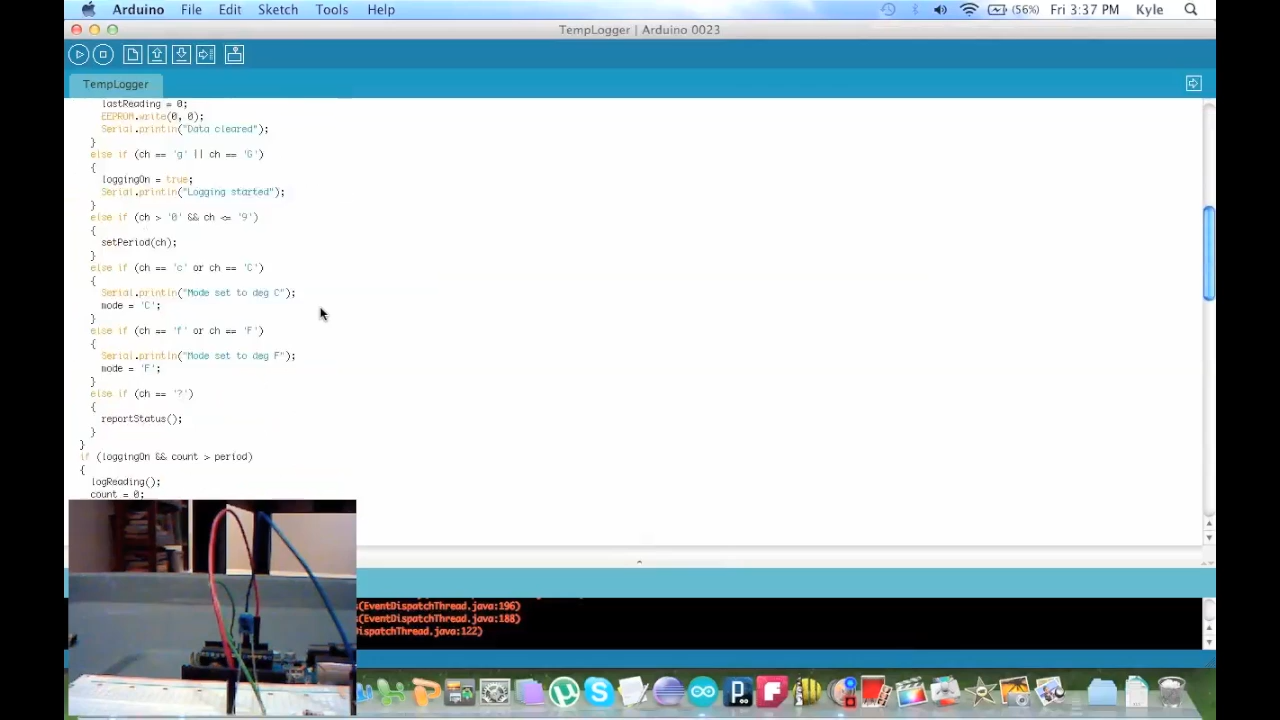 Arduino File Edit Sketch Tools Help (56%) Fri 3:37 PM Kyle
TempLogger | Arduino 0023
TempLogger
lastReading = 0;
EEPROM.write(0, 0);
Serial.println("Data cleared");
}
else if (ch == 'g' || ch == 'G')
{
loggingOn = true;
Serial.println("Logging started");
}
else if (ch > '0' && ch <= '9')
{
setPeriod(ch);
}
else if (ch == 'c' or ch == 'C')
{
Serial.println("Mode set to deg C");
mode = 'C';
}
else if (ch == 'f' or ch == 'F')
{
Serial.println("Mode set to deg F");
mode = 'F';
}
else if (ch == '?')
{
reportStatus();
}
}
if (loggingOn && count > period)
{
logReading();
count = 0;
s(EventDispatchThread.java:196)
s(EventDispatchThread.java:188)
DispatchThread.java:122)